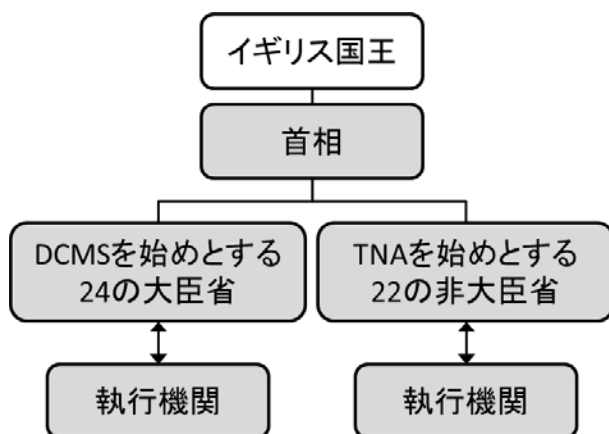 イギリス国王
首相
DCMSを始めとする
24の大臣省
TNAを始めとする
22の非大臣省
執行機関
執行機関